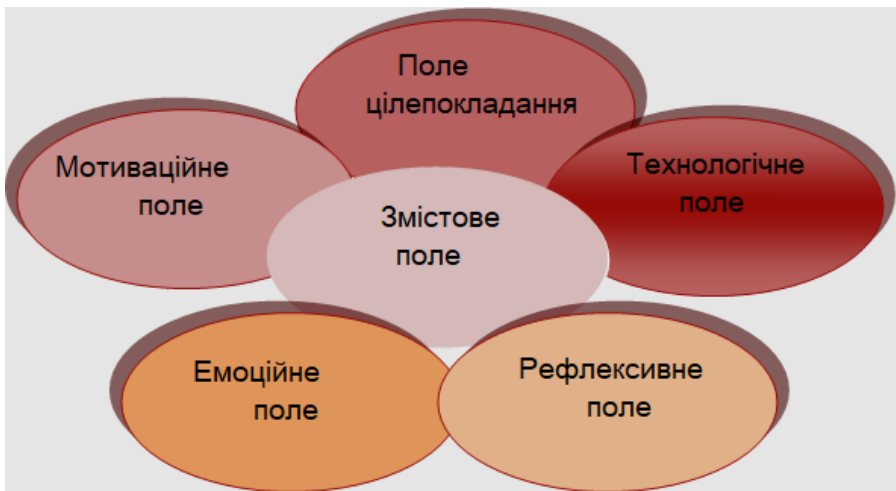 Поле
цілепокладання
Мотиваційне
поле
Технологічне
поле
Змістове
поле
Емоційне
поле
Рефлексивне
поле